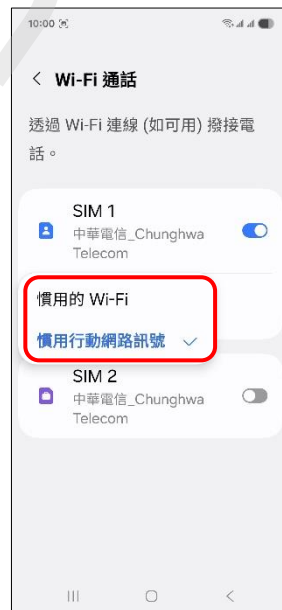 10:00
Wi-Fi 通話
透過 Wi-Fi 連線 (如可用) 撥接電
話。
SIM 1
中華電信_Chunghwa
Telecom
慣用的 Wi-Fi
慣用行動網路訊號
SIM 2
中華電信_Chunghwa
Telecom